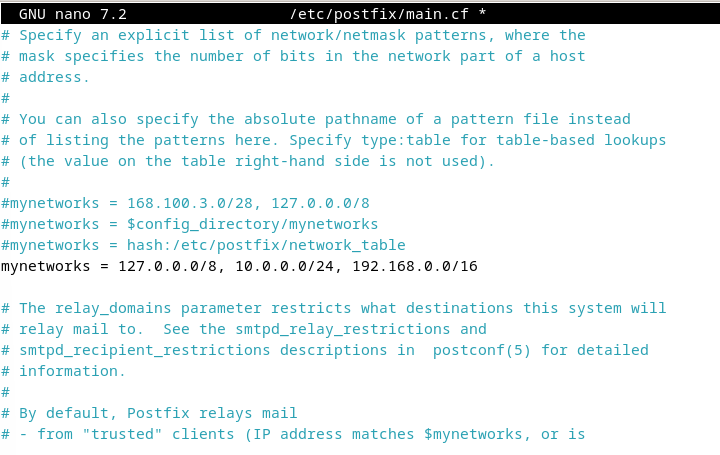 GNU nano 7.2 /etc/postfix/main.cf *
# Specify an explicit list of network/netmask patterns, where the
# mask specifies the number of bits in the network part of a host
# address.
#
# You can also specify the absolute pathname of a pattern file instead
# of listing the patterns here. Specify type:table for table-based lookups
# (the value on the table right-hand side is not used).
#
#mynetworks = 168.100.3.0/28, 127.0.0.0/8
#mynetworks = $config_directory/mynetworks
#mynetworks = hash:/etc/postfix/network_table
mynetworks = 127.0.0.0/8, 10.0.0.0/24, 192.168.0.0/16
# The relay_domains parameter restricts what destinations this system will
# relay mail to.  See the smtpd_relay_restrictions and
# smtpd_recipient_restrictions descriptions in  postconf(5) for detailed
# information.
#
# By default, Postfix relays mail
# - from "trusted" clients (IP address matches $mynetworks, or is